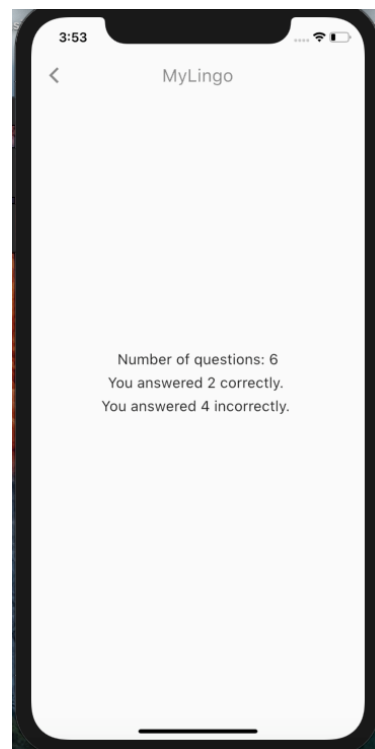 3:53
MyLingo
Number of questions: 6
You answered 2 correctly.
You answered 4 incorrectly.